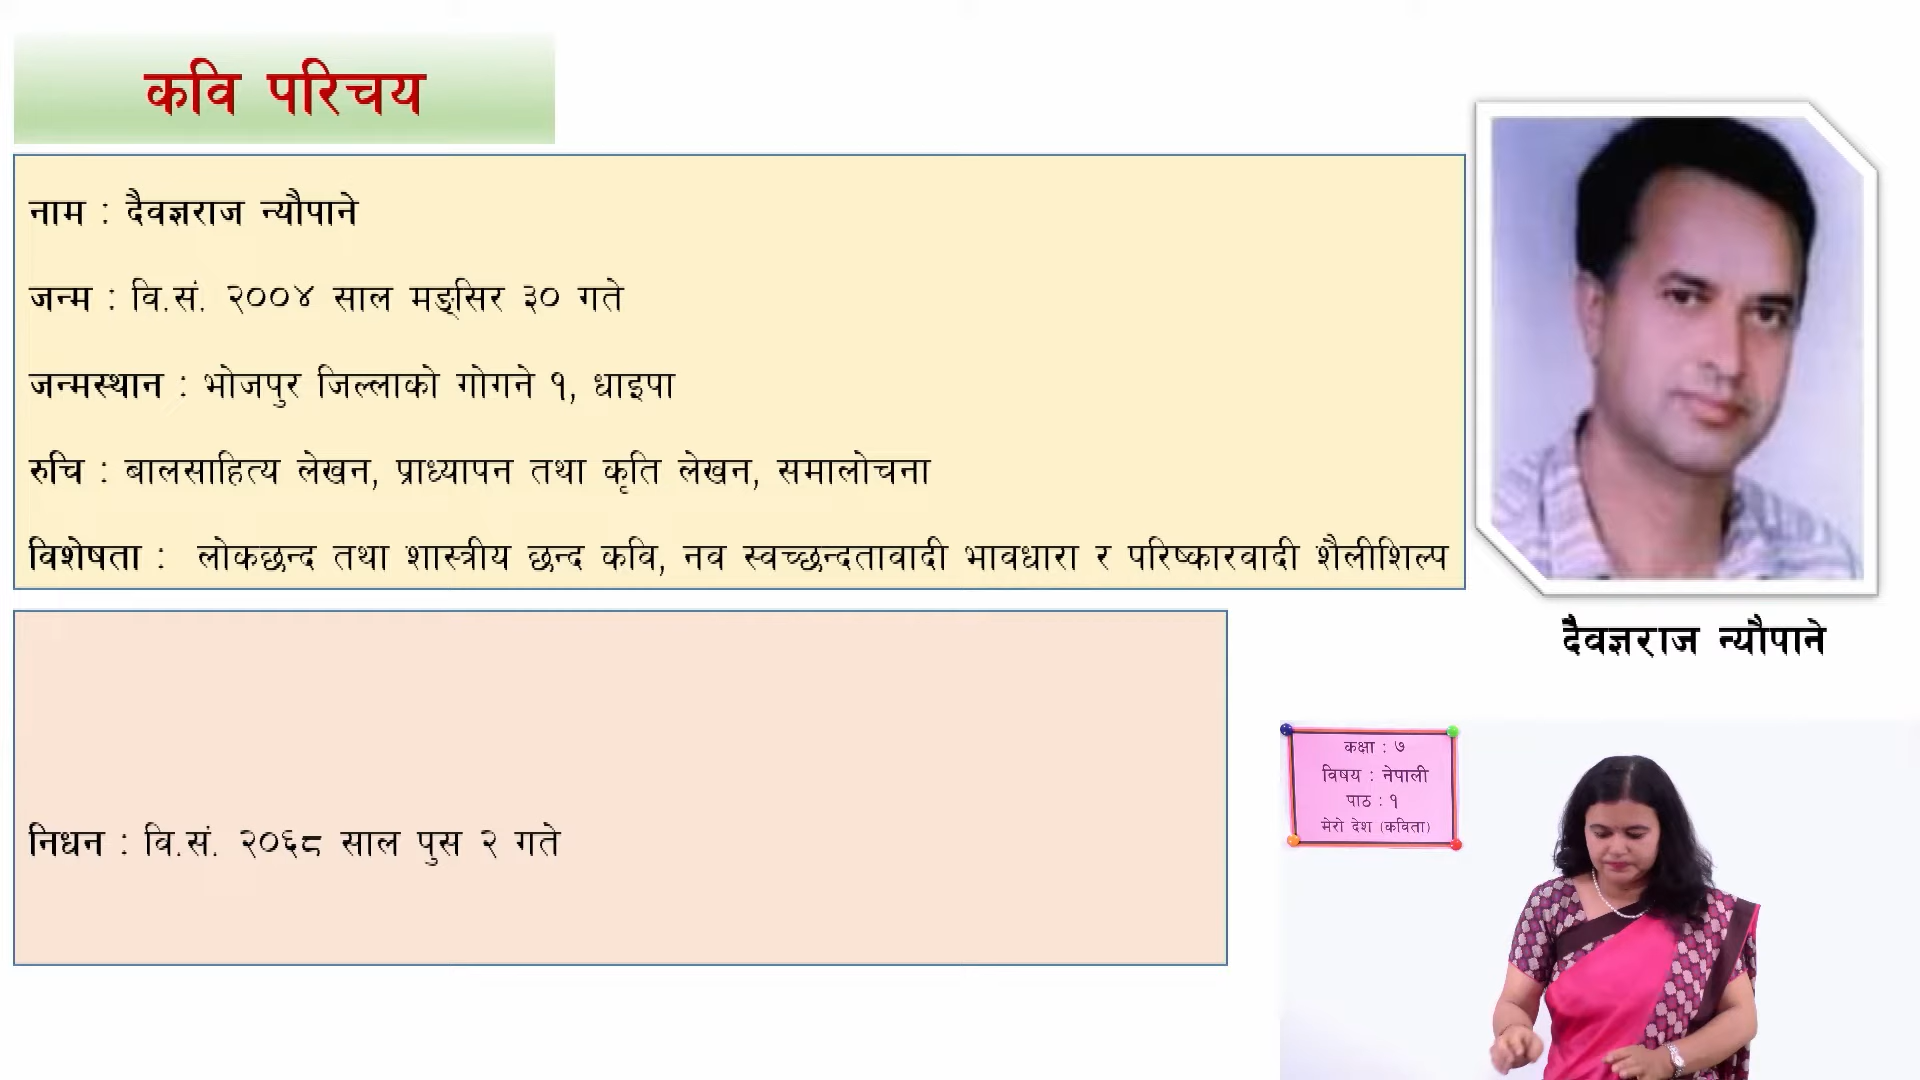 कवि परिचय
नाम : दैवज्ञराज न्यौपाने
जन्म : वि.सं. २००४ साल मङ्सिर ३० गते
जन्मस्थान : भोजपुर जिल्लाको गोगने १, धाइपा
रुचि : बालसाहित्य लेखन, प्राध्यापन तथा कृति लेखन, समालोचना
विशेषता : लोकछन्द तथा शास्त्रीय छन्द कवि, नव स्वच्छन्दतावादी भावधारा र परिष्कारवादी शैलीशिल्प
दैवज्ञराज न्यौपाने
निधन : वि.सं. २०६८ साल पुस २ गते
कक्षा : ७
विषय : नेपाली
पाठ : १
मेरो देश (कविता)